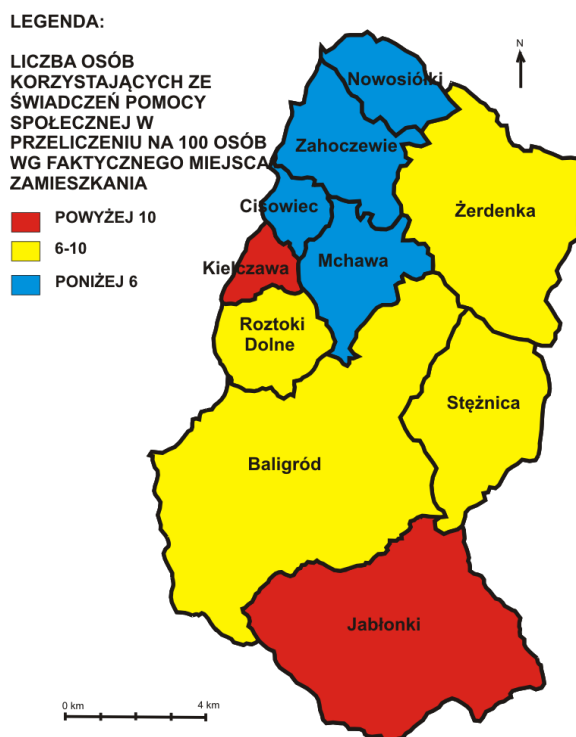 LEGENDA:
LICZBA OSÓB
KORZYSTAJĄCYCH ZE
ŚWIADCZEŃ POMOCY
SPOŁECZNEJ W
PRZELICZENIU NA 100 OSÓB
WG FAKTYCZNEGO MIEJSCA
ZAMIESZKANIA
POWYŻEJ 10
6-10
PONIŻEJ 6
N
Nowosiółki
Zahoczewie
Cisowiec
Żerdenka
Kiełczawa
Mchawa
Roztoki
Dolne
Stężnica
Baligród
Jabłonki
0 km
4 km